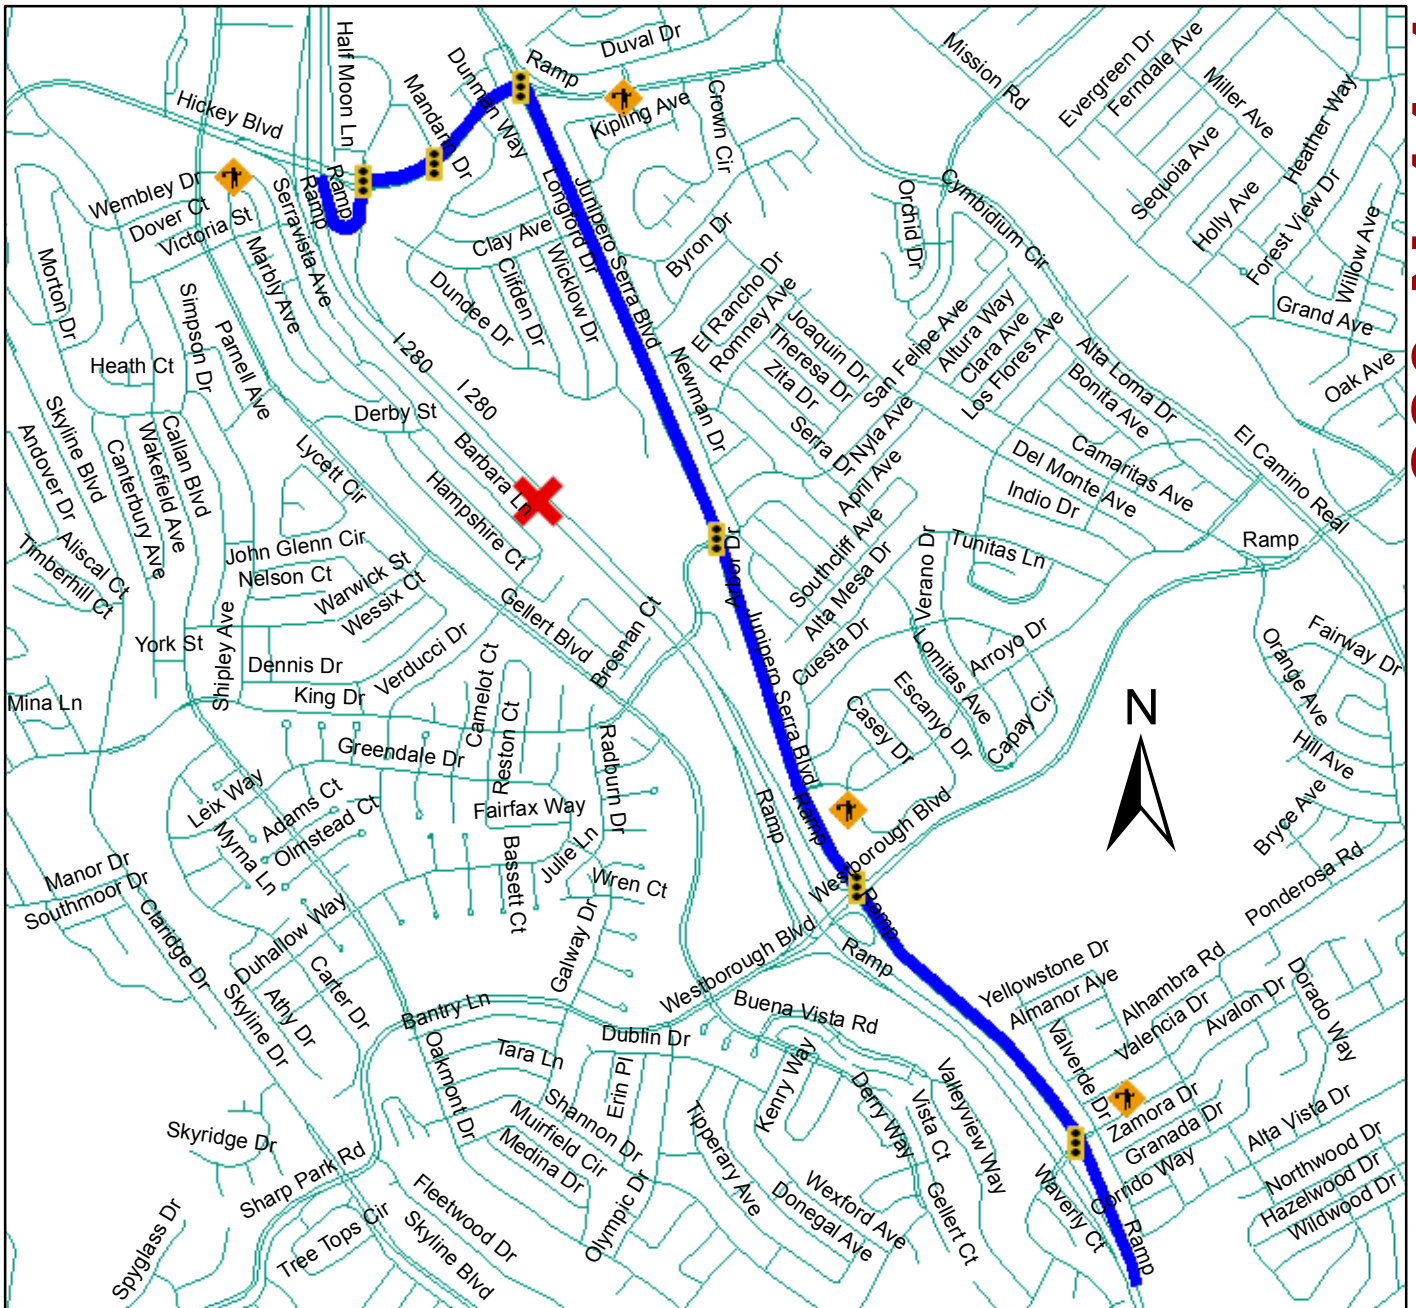 Duval Dr
Half Moon Ln
Dunman Way
Ramp
Mission Rd
Evergreen Dr
Ferndale Ave
Miller Ave
Heather Way
Hickey Blvd
Mandarin Dr
Kipling Ave
Crown Cir
Sequoia Ave
Holly Ave
Forest View Dr
Willow Ave
Wembley Dr
Dover Ct
Victoria St
Serravista Ave
Ramp
Ramp
Longford Dr
Junipero Serra Blvd
Orchid Dr
Cymbidium Cir
Clay Ave
Byron Dr
Morton Dr
Marbly Ave
Clifden Dr
Wicklow Dr
Dundee Dr
El Rancho Dr
Romney Ave
Grand Ave
Simpson Dr
Parnell Ave
Joaquin Dr
Theresa Dr
Zita Dr
San Felipe Ave
Altura Way
Clara Ave
Los Flores Ave
Alta Loma Dr
Bonita Ave
Oak Ave
Heath Ct
I 280
I 280
Newman Dr
Derby St
Skyline Blvd
Andover Dr
Canterbury Ave
Wakefield Ave
Callan Blvd
Lycett Cir
Barbara Ln
Hampshire Ct
Serra Dr
Nyla Ave
April Ave
Del Monte Ave
Camaritas Ave
Indio Dr
El Camino Real
Aliscal Ct
Timberhill Ct
John Glenn Cir
Nelson Ct
Warwick St
Wessix Ct
Arbor Dr
Southcliff Ave
Alta Mesa Dr
Verano Dr
Tunitas Ln
Ramp
York St
Shipley Ave
Gellert Blvd
Brosnan Ct
Junipero Serra Blvd
Cuesta Dr
Lomitas Ave
Arroyo Dr
Orange Ave
Fairway Dr
Dennis Dr
King Dr
Verducci Dr
Mina Ln
Camelot Ct
Reston Ct
Radburn Dr
Casey Dr
Escanyo Dr
Capay Cir
N
Greendale Dr
Hill Ave
Leix Way
Adams Ct
Olmstead Ct
Myrna Ln
Fairfax Way
Ramp
Ramp
Westborough Blvd
Bryce Ave
Julie Ln
Bassett Ct
Wren Ct
Manor Dr
Southmoor Dr
Claridge Dr
Ponderosa Rd
Duhallow Way
Galway Dr
Westborough Blvd
Ramp
Ramp
Carter Dr
Athy Dr
Skyline Dr
Yellowstone Dr
Almanor Ave
Alhambra Rd
Valencia Dr
Avalon Dr
Dorado Way
Bantry Ln
Buena Vista Rd
Dublin Dr
Valverde Dr
Oakmont Dr
Tara Ln
Erin Pl
Kenry Way
Derry Way
Vista Ct
Valleyview Way
Zamora Dr
Granada Dr
Alta Vista Dr
Skyridge Dr
Shannon Dr
Muirfield Cir
Medina Dr
Tipperary Ave
Northwood Dr
Hazelwood Dr
Wildwood Dr
Sharp Park Rd
Fleetwood Dr
Wexford Ave
Donegal Ave
Gellert Ct
Waverly Ct
Corrido Way
Ramp
Spyglass Dr
Tree Tops Cir
Skyline Blvd
Olympic Dr